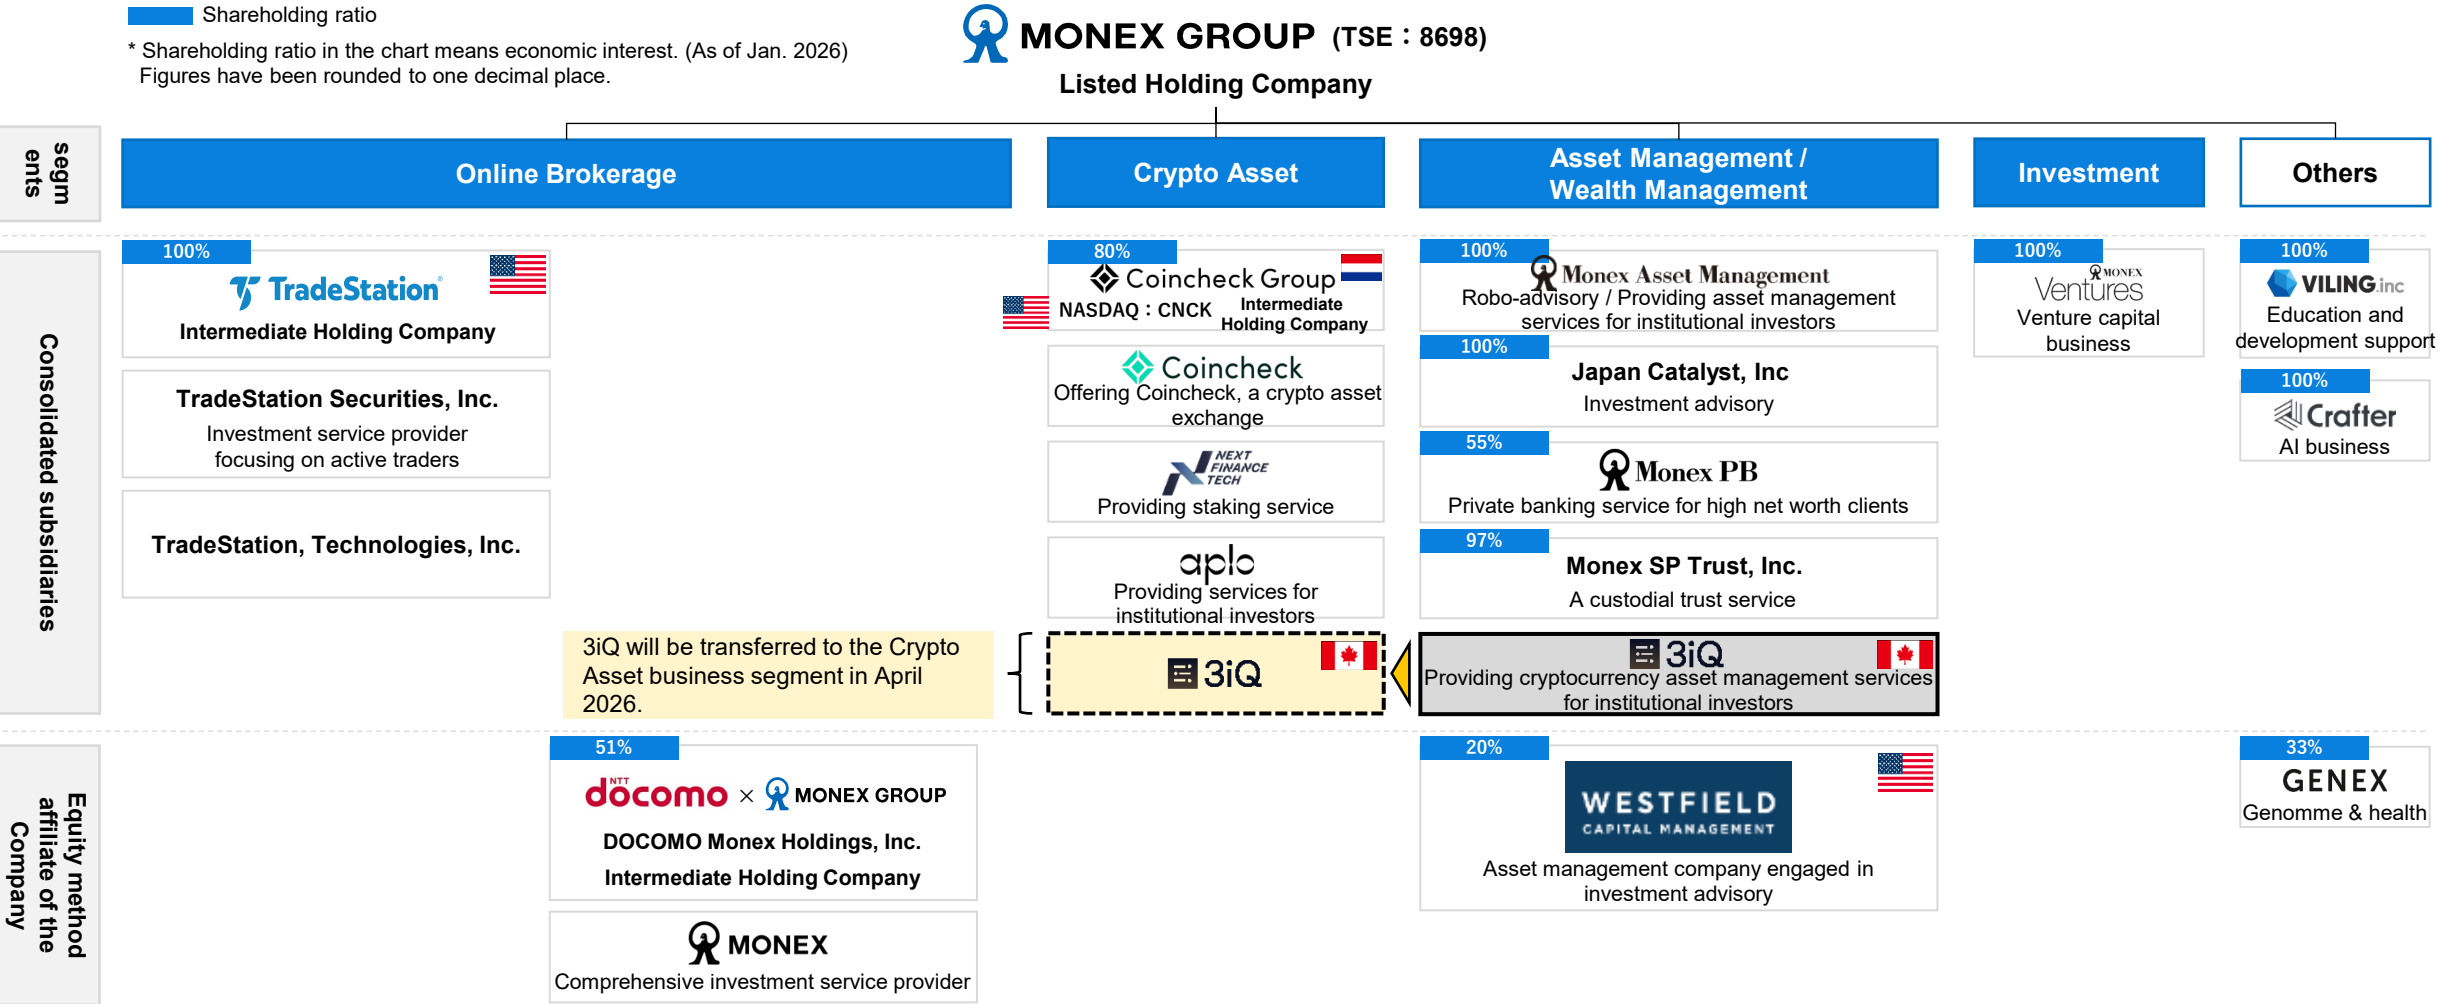 Shareholding ratio
* Shareholding ratio in the chart means economic interest. (As of Jan. 2026)
Figures have been rounded to one decimal place.
MONEX GROUP (TSE：8698)
Listed Holding Company
segm
ents
Online Brokerage
Crypto Asset
Asset Management /
Wealth Management
Investment
Others
Consolidated subsidiaries
100%
TradeStation®
Intermediate Holding Company
TradeStation Securities, Inc.
Investment service provider
focusing on active traders
TradeStation, Technologies, Inc.
80%
Coincheck Group
NASDAQ：CNCK
Intermediate
Holding Company
Coincheck
Offering Coincheck, a crypto asset
exchange
NEXT
FINANCE
TECH
Providing staking service
aplo
Providing services for
institutional investors
3iQ will be transferred to the Crypto
Asset business segment in April
2026.
3iQ
100%
Monex Asset Management
Robo-advisory / Providing asset management
services for institutional investors
100%
Japan Catalyst, Inc
Investment advisory
55%
Monex PB
Private banking service for high net worth clients
97%
Monex SP Trust, Inc.
A custodial trust service
3iQ
Providing cryptocurrency asset management services
for institutional investors
100%
MONEX
Ventures
Venture capital
business
100%
VILING.inc
Education and
development support
100%
Crafter
AI business
Equity method
affiliate of the
Company
51%
NTT
docomo × MONEX GROUP
DOCOMO Monex Holdings, Inc.
Intermediate Holding Company
MONEX
Comprehensive investment service provider
20%
WESTFIELD
CAPITAL MANAGEMENT
Asset management company engaged in
investment advisory
33%
GENEX
Genomme & health